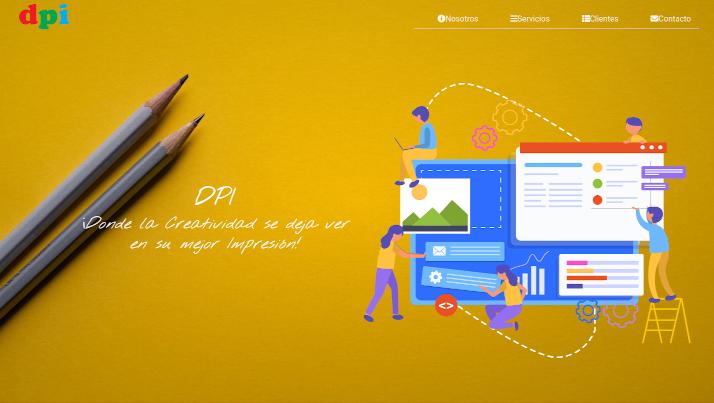 dpi
Nosotros Servicios Clientes Contacto
DPI
¡Donde la Creatividad se deja ver
en su mejor Impresión!
<>